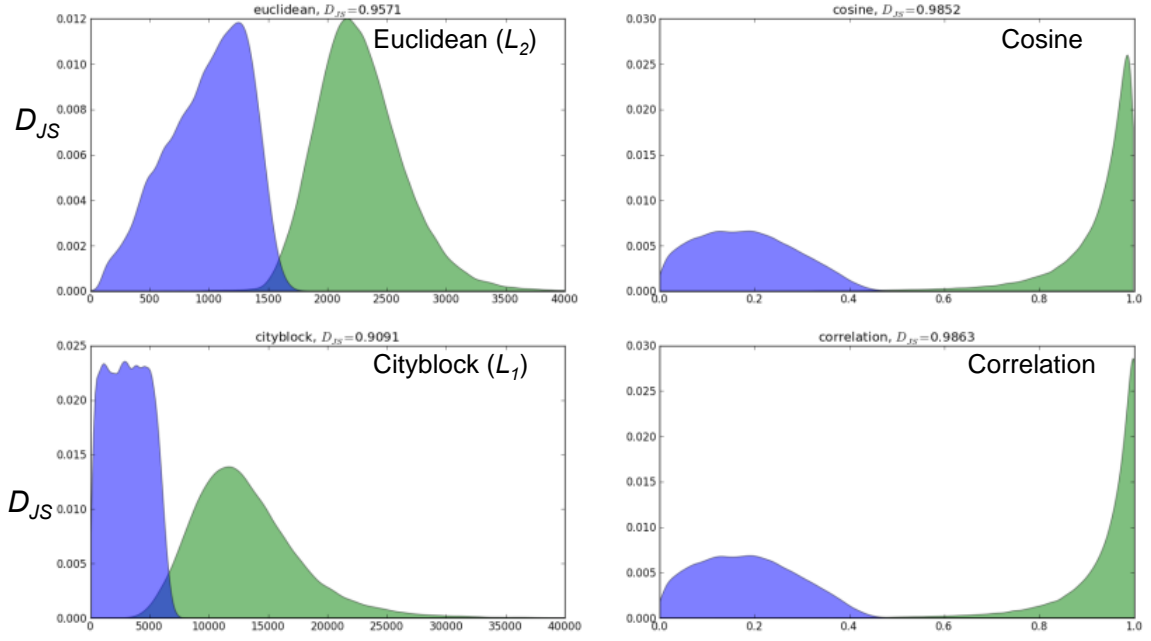 euclidean, D_JS=0.9571
Euclidean (L_2)
D_JS
0.012
0.010
0.008
0.006
0.004
0.002
0.000
0 500 1000 1500 2000 2500 3000 3500 4000
cosine, D_JS=0.9852
Cosine
0.030
0.025
0.020
0.015
0.010
0.005
0.000
0.0 0.2 0.4 0.6 0.8 1.0
cityblock, D_JS=0.9091
Cityblock (L_1)
D_JS
0.025
0.020
0.015
0.010
0.005
0.000
0 5000 10000 15000 20000 25000 30000 35000 40000
correlation, D_JS=0.9863
Correlation
0.030
0.025
0.020
0.015
0.010
0.005
0.000
0.0 0.2 0.4 0.6 0.8 1.0